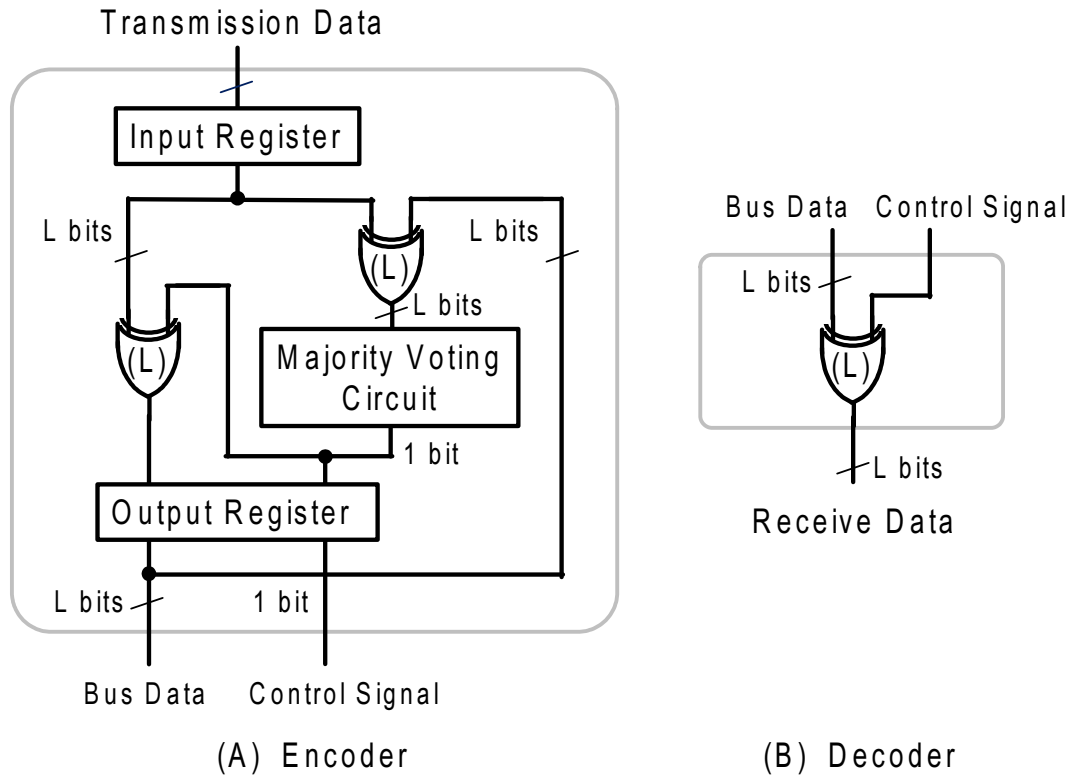 Transmission Data
Input Register
L bits
(L)
L bits
L bits
(L)
Majority Voting
Circuit
1 bit
Output Register
L bits
1 bit
Bus Data
Control Signal
(A) Encoder
Bus Data
Control Signal
L bits
(L)
L bits
Receive Data
(B) Decoder